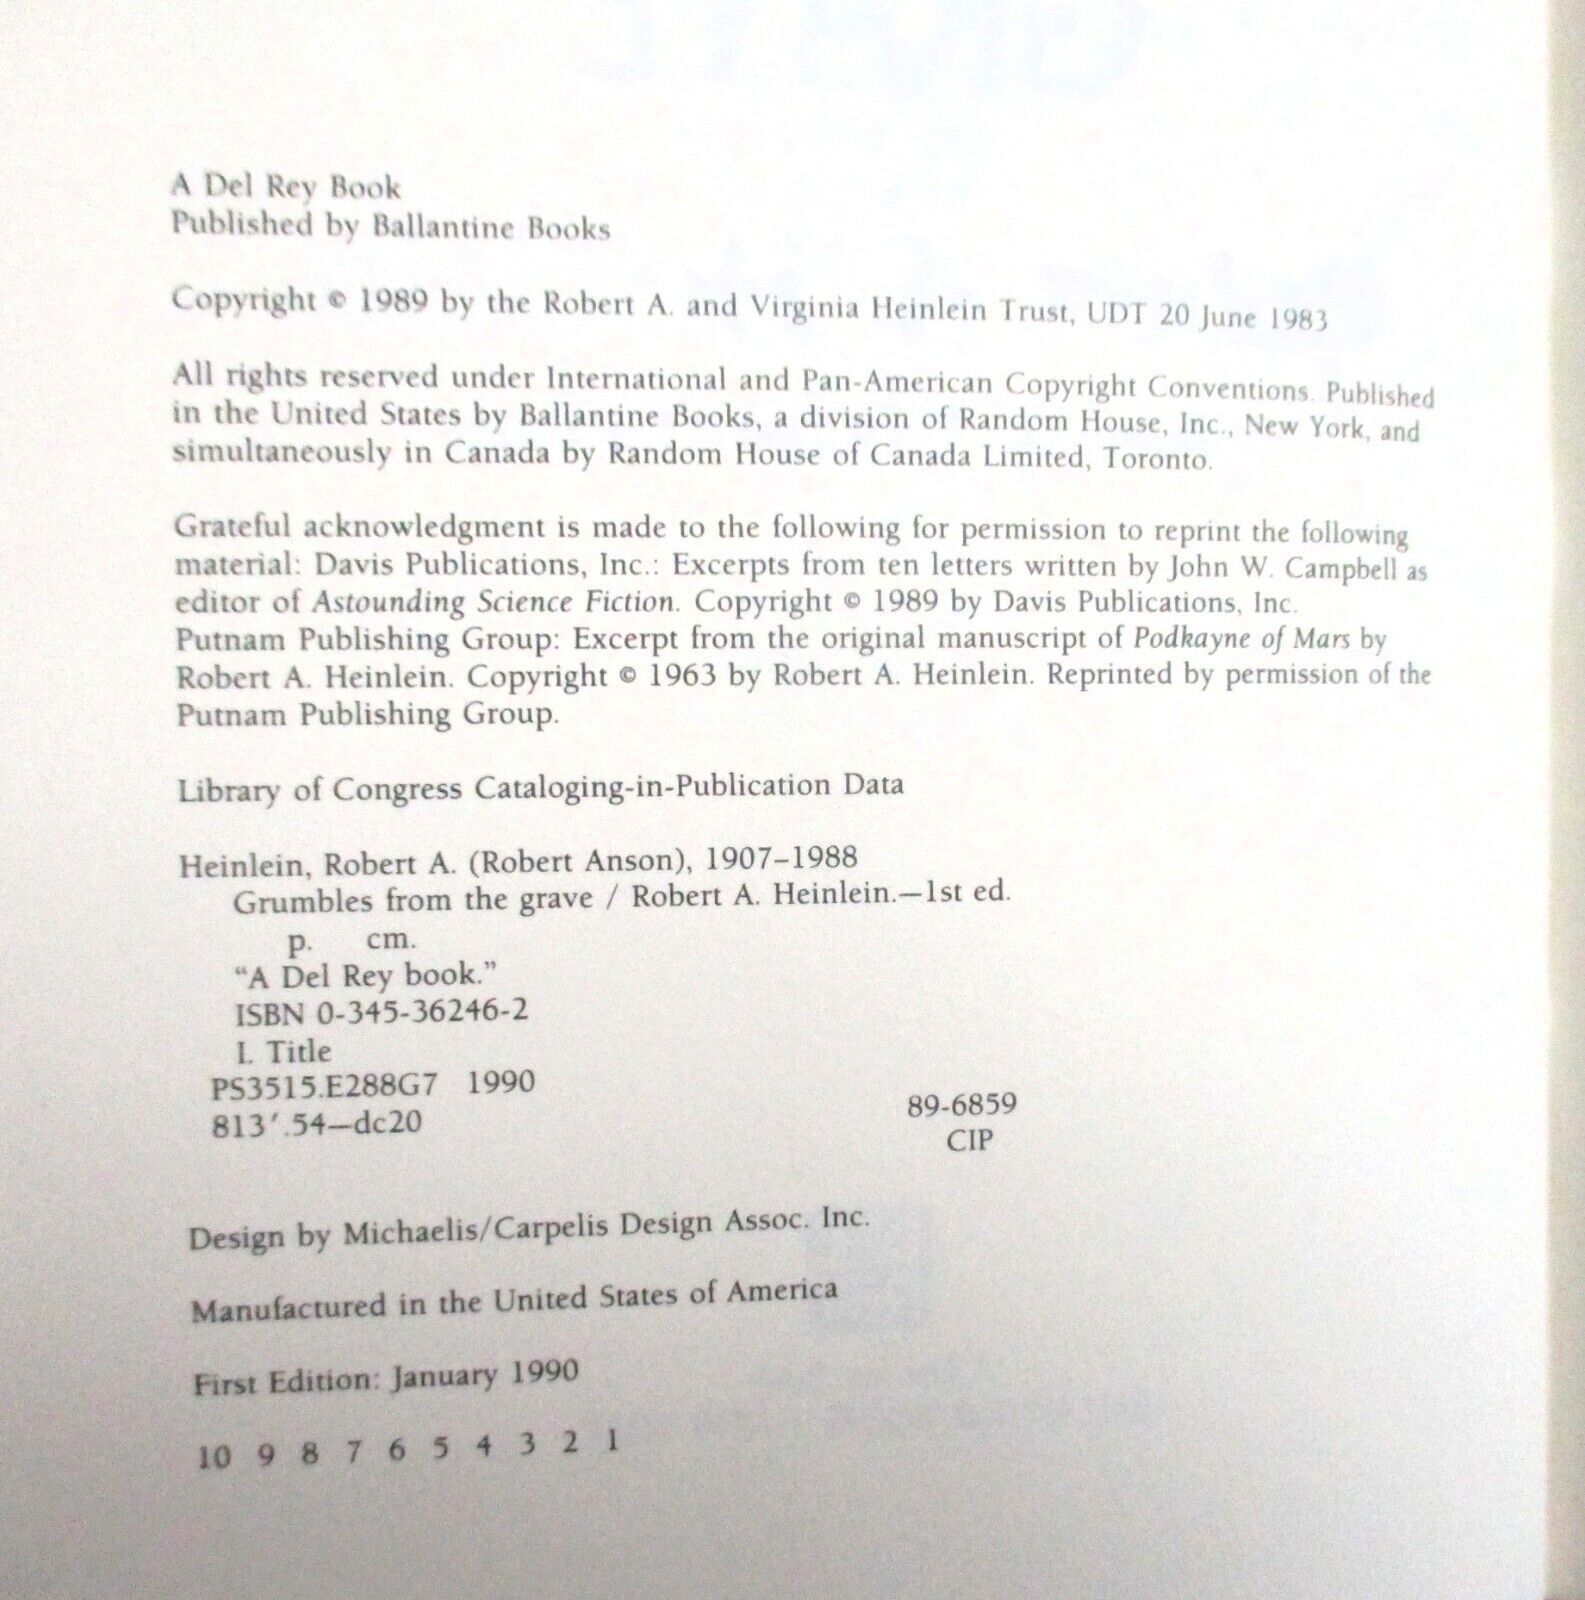 A Del Rey Book
Published by Ballantine Books
Copyright © 1989 by the Robert A. and Virginia Heinlein Trust, UDT 20 June 1983
All rights reserved under International and Pan-American Copyright Conventions. Published
in the United States by Ballantine Books, a division of Random House, Inc., New York, and
simultaneously in Canada by Random House of Canada Limited, Toronto.
Grateful acknowledgment is made to the following for permission to reprint the following
material: Davis Publications, Inc.: Excerpts from ten letters written by John W. Campbell as
editor of Astounding Science Fiction. Copyright © 1989 by Davis Publications, Inc.
Putnam Publishing Group: Excerpt from the original manuscript of Podkayne of Mars by
Robert A. Heinlein. Copyright © 1963 by Robert A. Heinlein. Reprinted by permission of the
Putnam Publishing Group.
Library of Congress Cataloging-in-Publication Data
Heinlein, Robert A. (Robert Anson), 1907–1988
Grumbles from the grave / Robert A. Heinlein.—1st ed.
p. cm.
“A Del Rey book.”
ISBN 0-345-36246-2
I. Title
PS3515.E288G7 1990
813′.54—dc20
89-6859
CIP
Design by Michaelis/Carpelis Design Assoc. Inc.
Manufactured in the United States of America
First Edition: January 1990
10 9 8 7 6 5 4 3 2 1